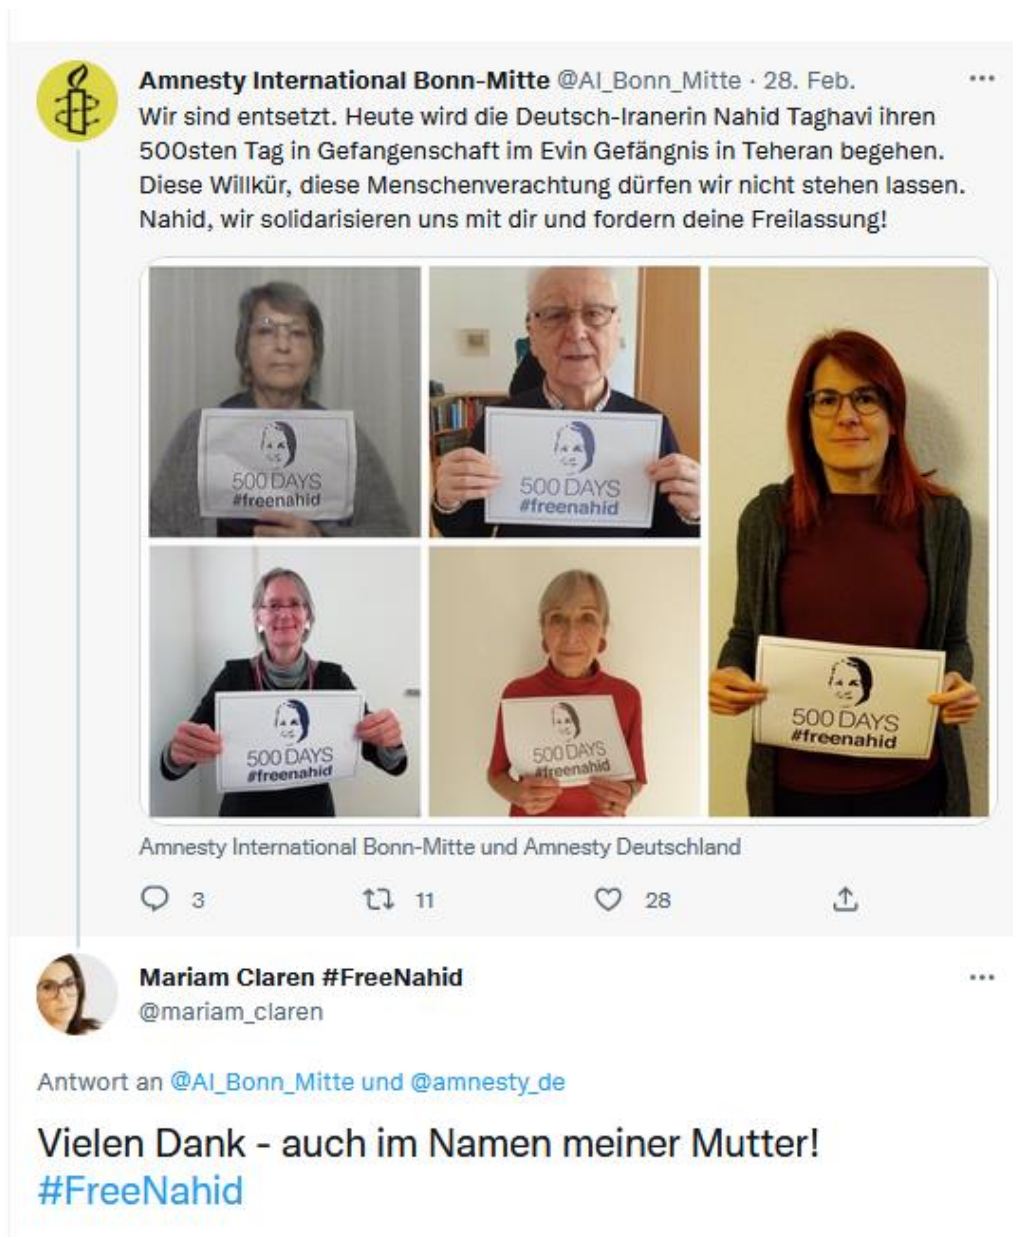 Amnesty International Bonn-Mitte @AI_Bonn_Mitte · 28. Feb.
Wir sind entsetzt. Heute wird die Deutsch-Iranerin Nahid Taghavi ihren
500sten Tag in Gefangenschaft im Evin Gefängnis in Teheran begehen.
Diese Willkür, diese Menschenverachtung dürfen wir nicht stehen lassen.
Nahid, wir solidarisieren uns mit dir und fordern deine Freilassung!
500 DAYS
#freenahid
500 DAYS
#freenahid
500 DAYS
#freenahid
500 DAYS
#freenahid
500 DAYS
#freenahid
Amnesty International Bonn-Mitte und Amnesty Deutschland
3 11 28
Mariam Claren #FreeNahid
@mariam_claren
Antwort an @AI_Bonn_Mitte und @amnesty_de
Vielen Dank - auch im Namen meiner Mutter!
#FreeNahid